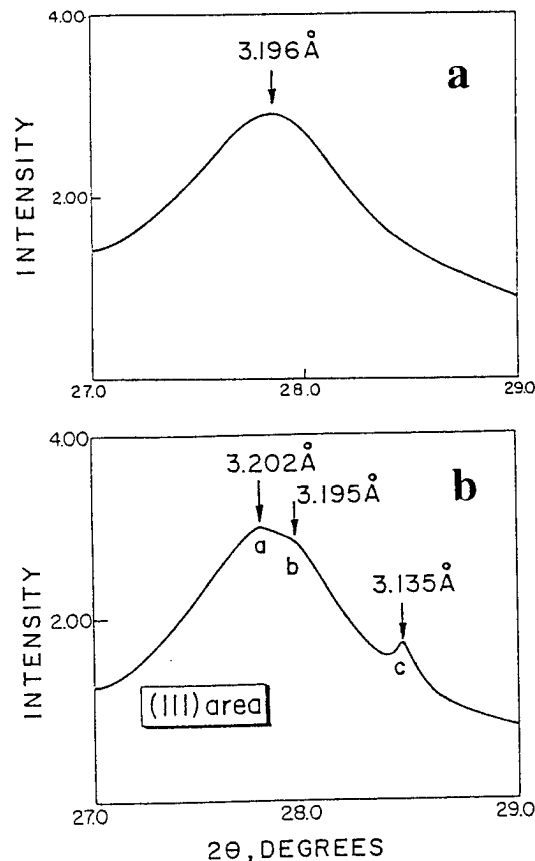 4.00
3.196Å
a
INTENSITY
2.00
27.0 28.0 29.0
4.00
3.202Å
b
3.195Å
a
b
3.135Å
2.00
c
INTENSITY
(111) area
27.0 28.0 29.0
2θ, DEGREES